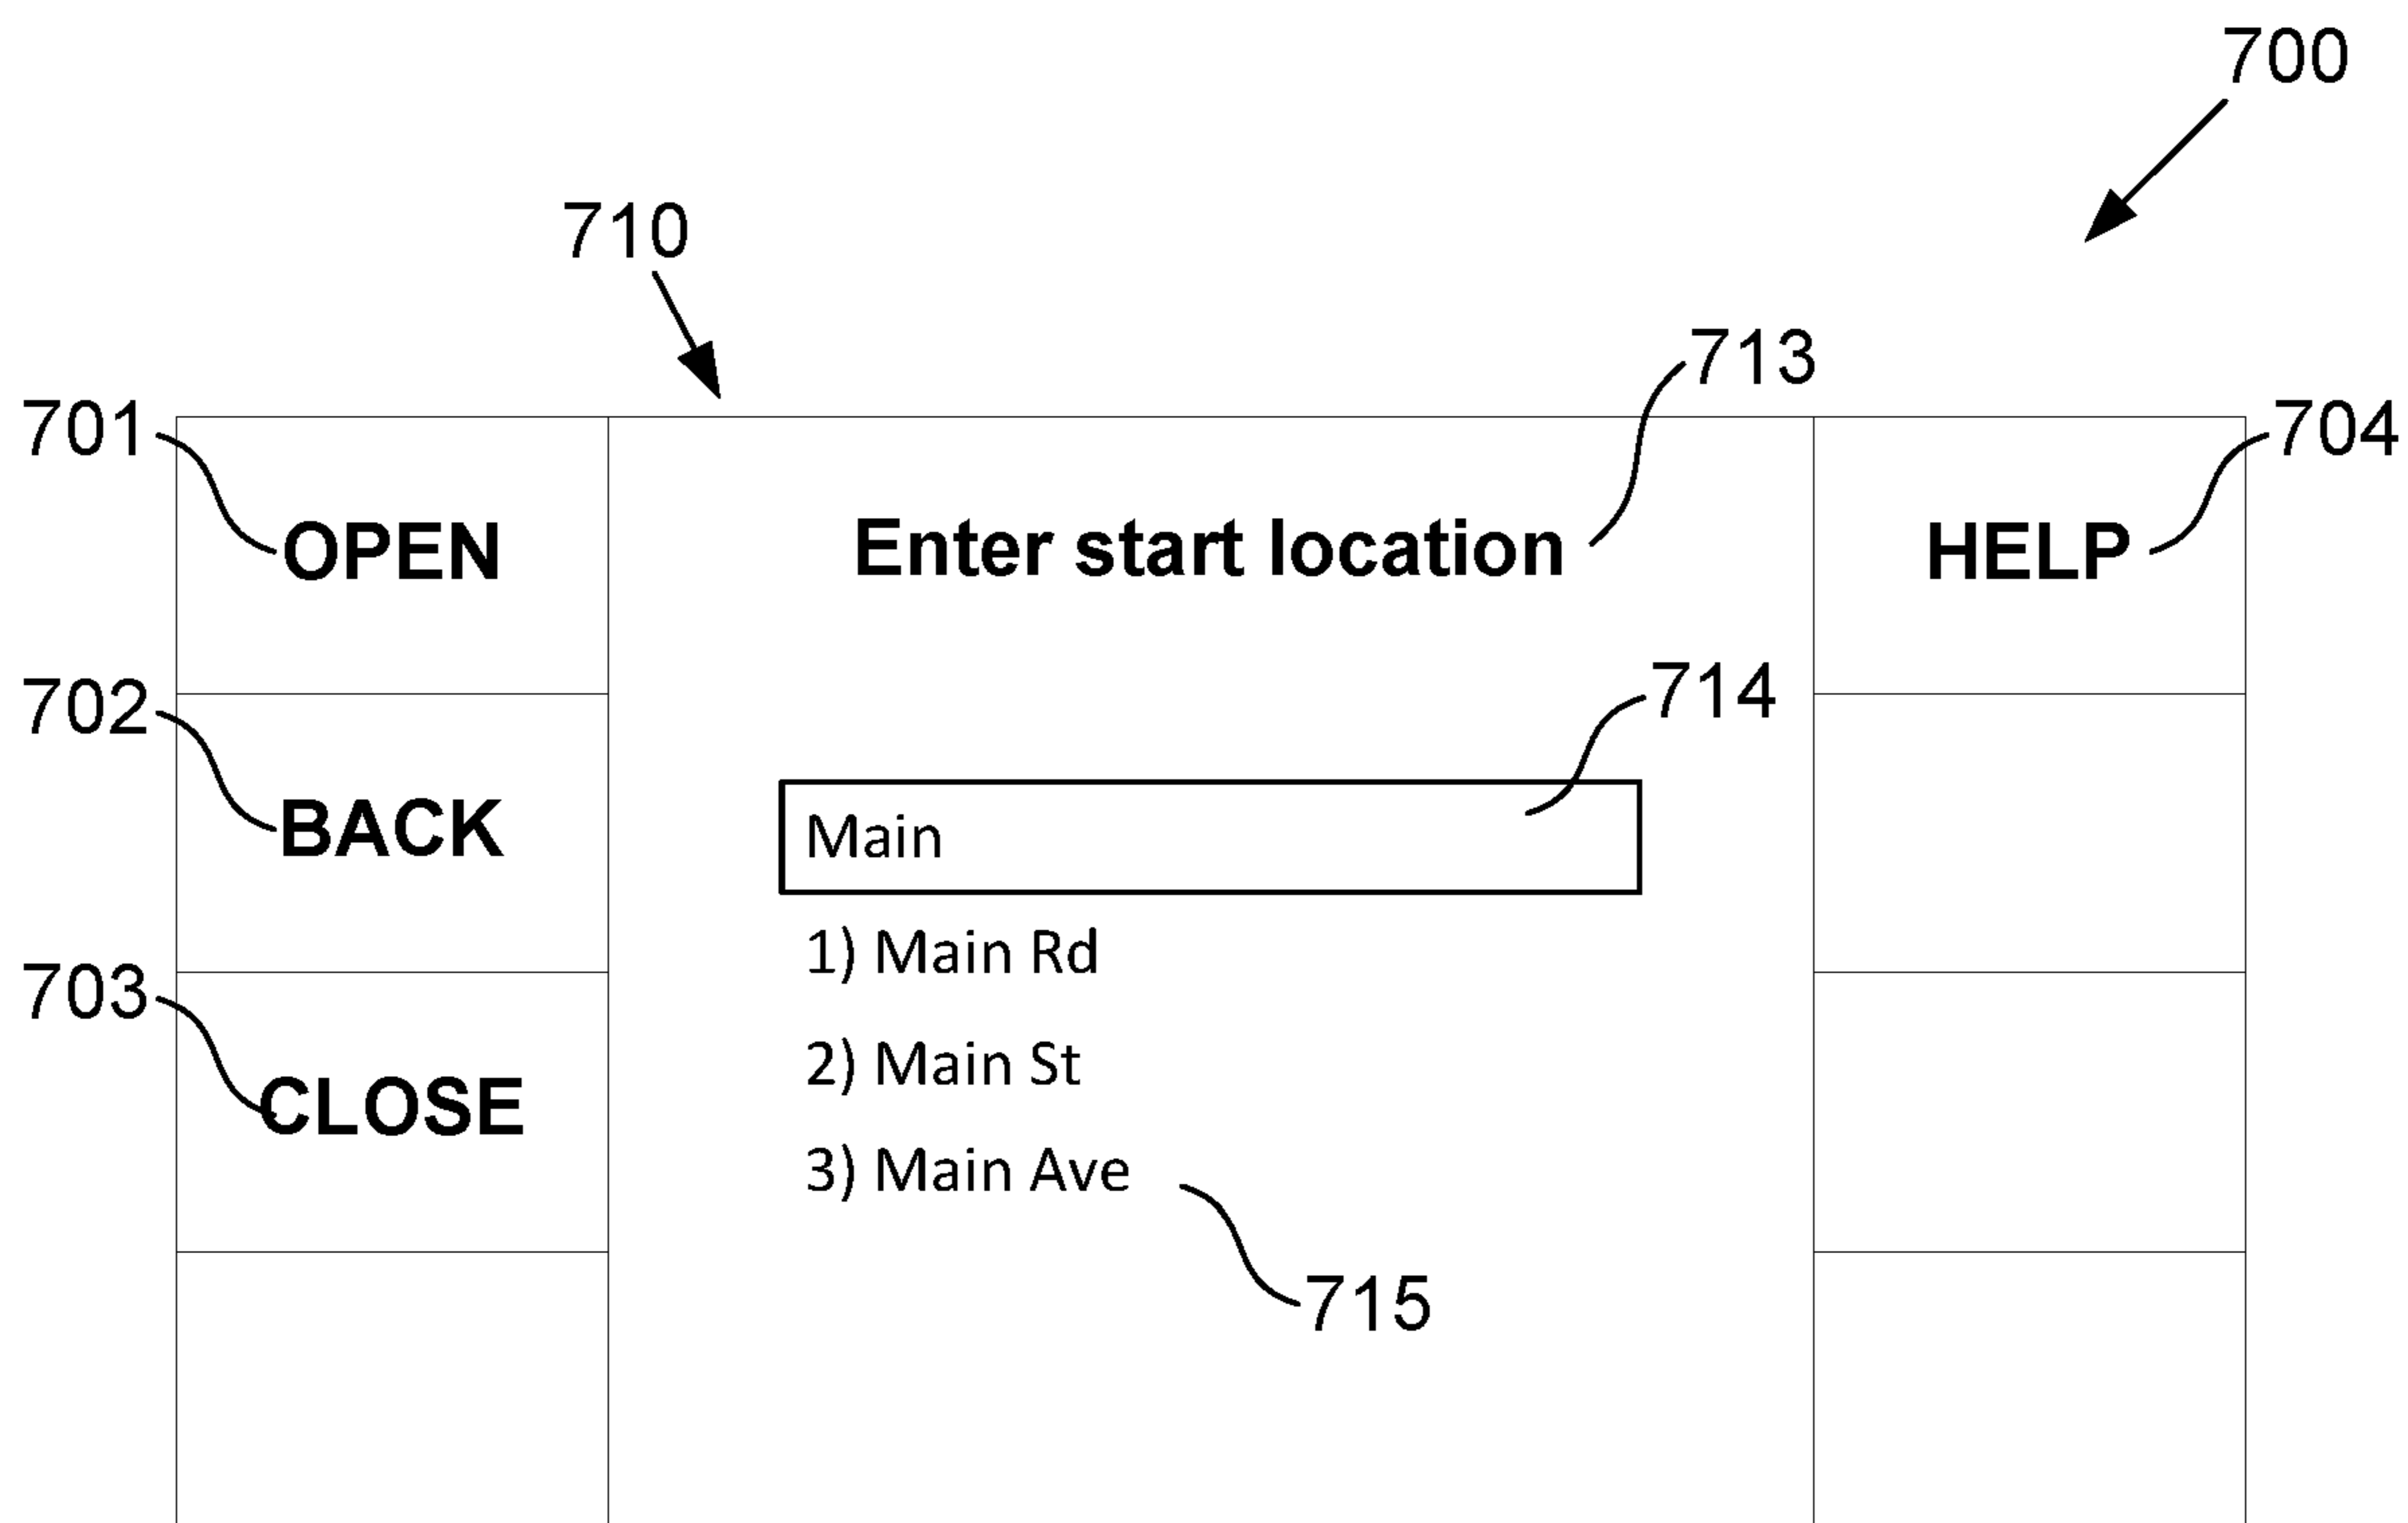 700
710
713
701
704
OPEN
Enter start location
HELP
702
714
BACK
Main
703
1) Main Rd
2) Main St
CLOSE
3) Main Ave
715